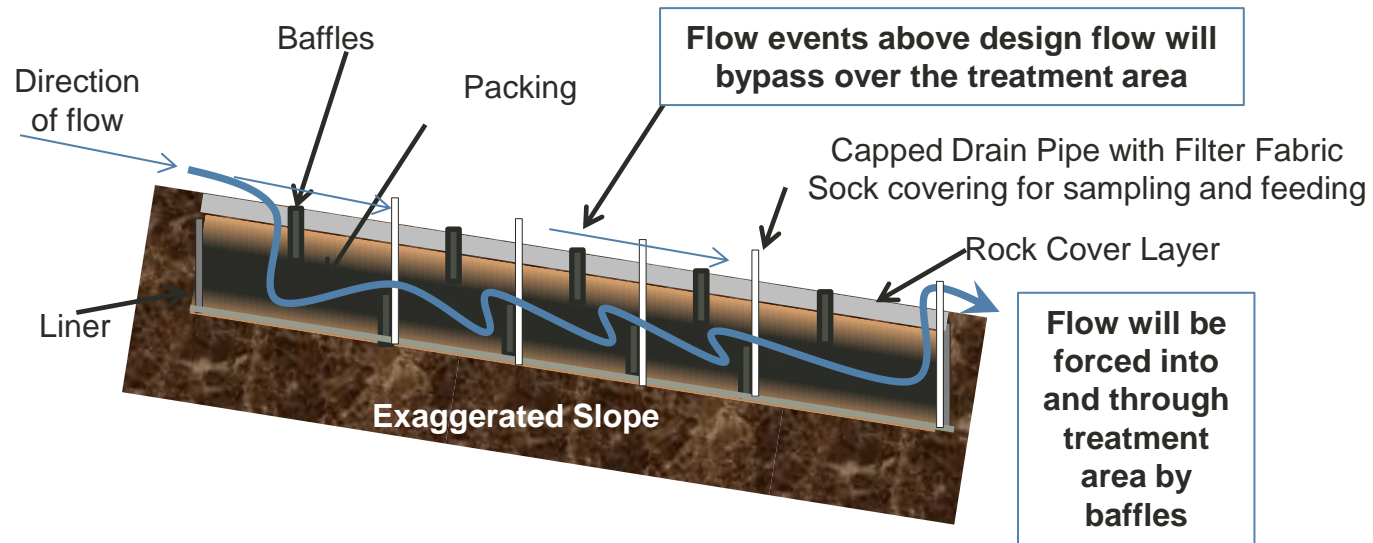 Baffles
Flow events above design flow will
bypass over the treatment area
Direction
of flow
Packing
Capped Drain Pipe with Filter Fabric
Sock covering for sampling and feeding
Rock Cover Layer
Liner
Flow will be
forced into
and through
treatment
area by
baffles
Exaggerated Slope